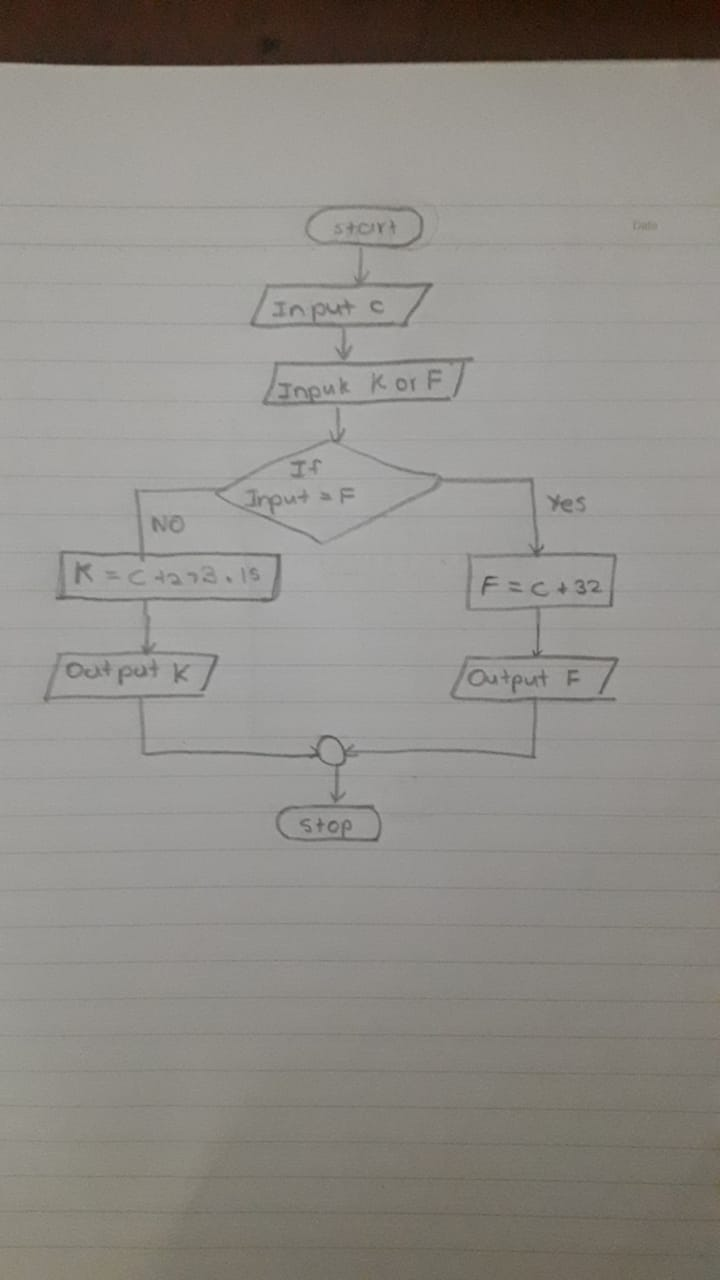 start
Date
Input C
Inpuk K or F
If
Input = F
NO
Yes
K = C +273.15
F = C + 32
Output K
Output F
Stop